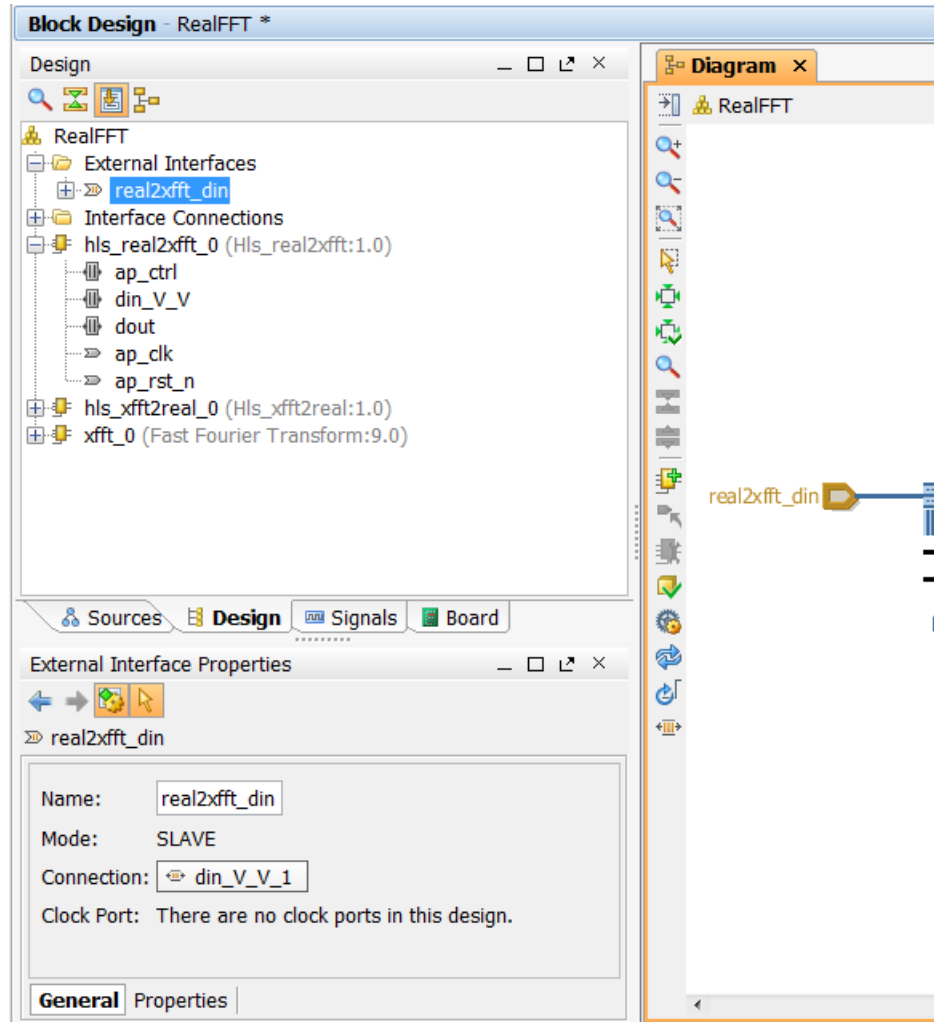 Block Design - RealFFT *
Design
RealFFT
External Interfaces
real2xfft_din
Interface Connections
hls_real2xfft_0 (Hls_real2xfft:1.0)
ap_ctrl
din_V_V
dout
ap_clk
ap_rst_n
hls_xfft2real_0 (Hls_xfft2real:1.0)
xfft_0 (Fast Fourier Transform:9.0)
Sources Design Signals Board
External Interface Properties
real2xfft_din
Name: real2xfft_din
Mode: SLAVE
Connection: din_V_V_1
Clock Port: There are no clock ports in this design.
General Properties
Diagram ×
RealFFT
real2xfft_din